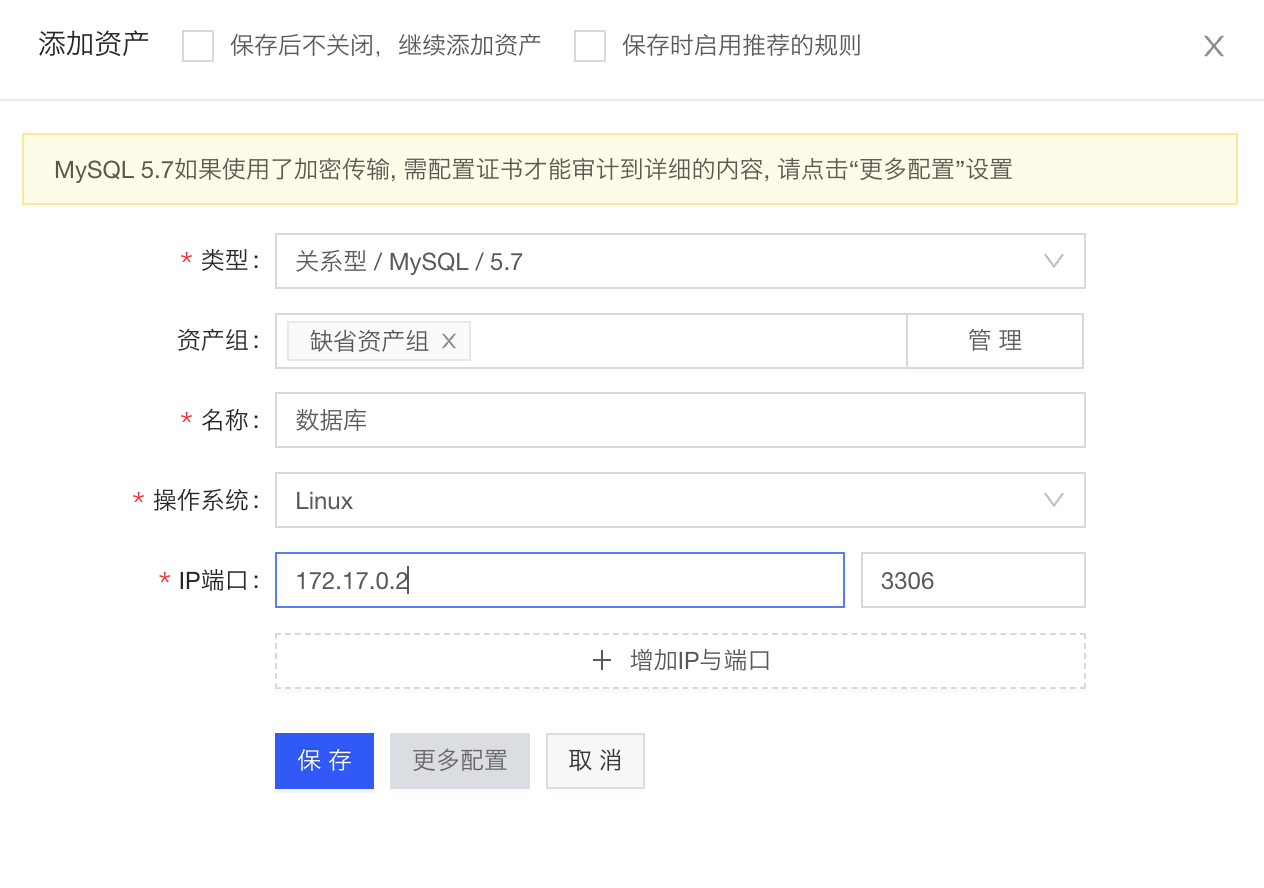 添加资产 保存后不关闭，继续添加资产 保存时启用推荐的规则
MySQL 5.7如果使用了加密传输, 需配置证书才能审计到详细的内容, 请点击“更多配置”设置
* 类型： 关系型 / MySQL / 5.7
资产组： 缺省资产组 X 管 理
* 名称： 数据库
* 操作系统： Linux
* IP端口： 172.17.0.2 3306
+ 增加IP与端口
保 存 更多配置 取 消